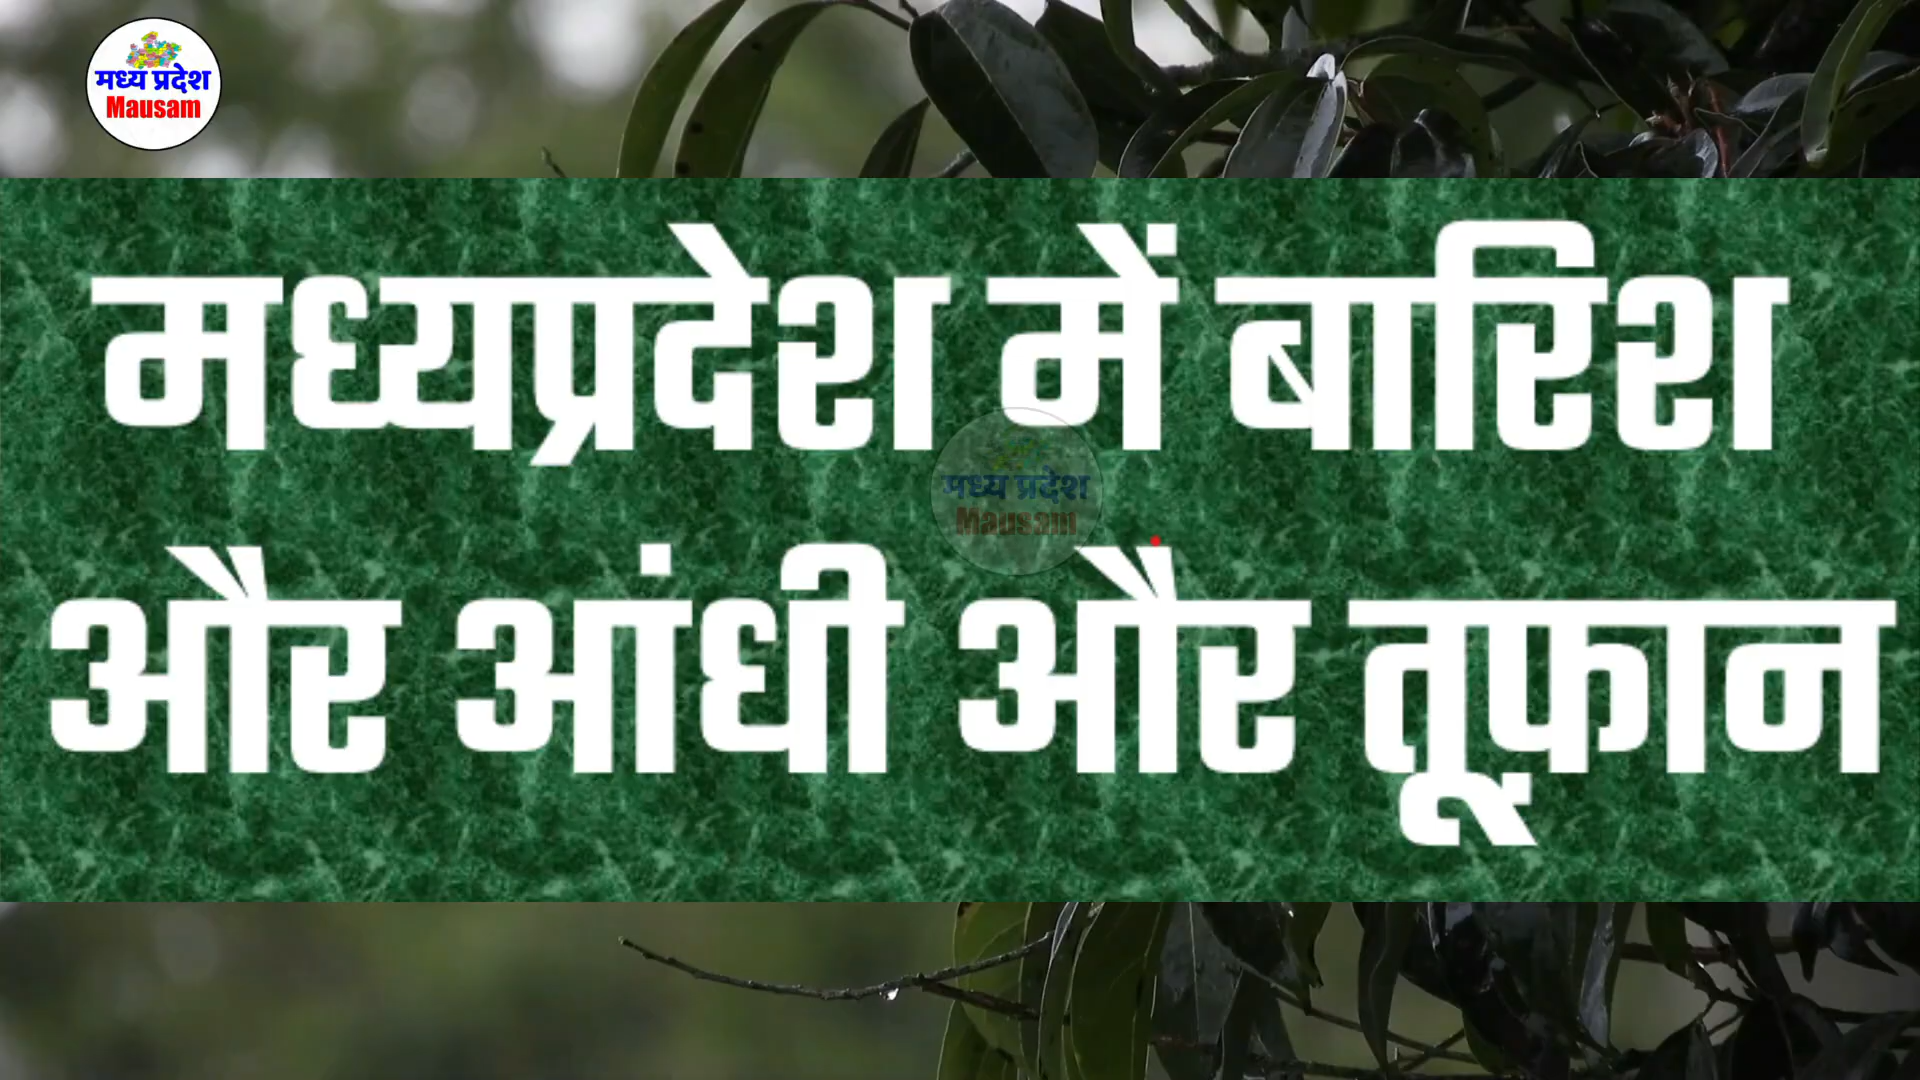 मध्य प्रदेश
Mausam
मध्यप्रदेश में बारिश
मध्य प्रदेश
Mausam
और आंधी और तूफान